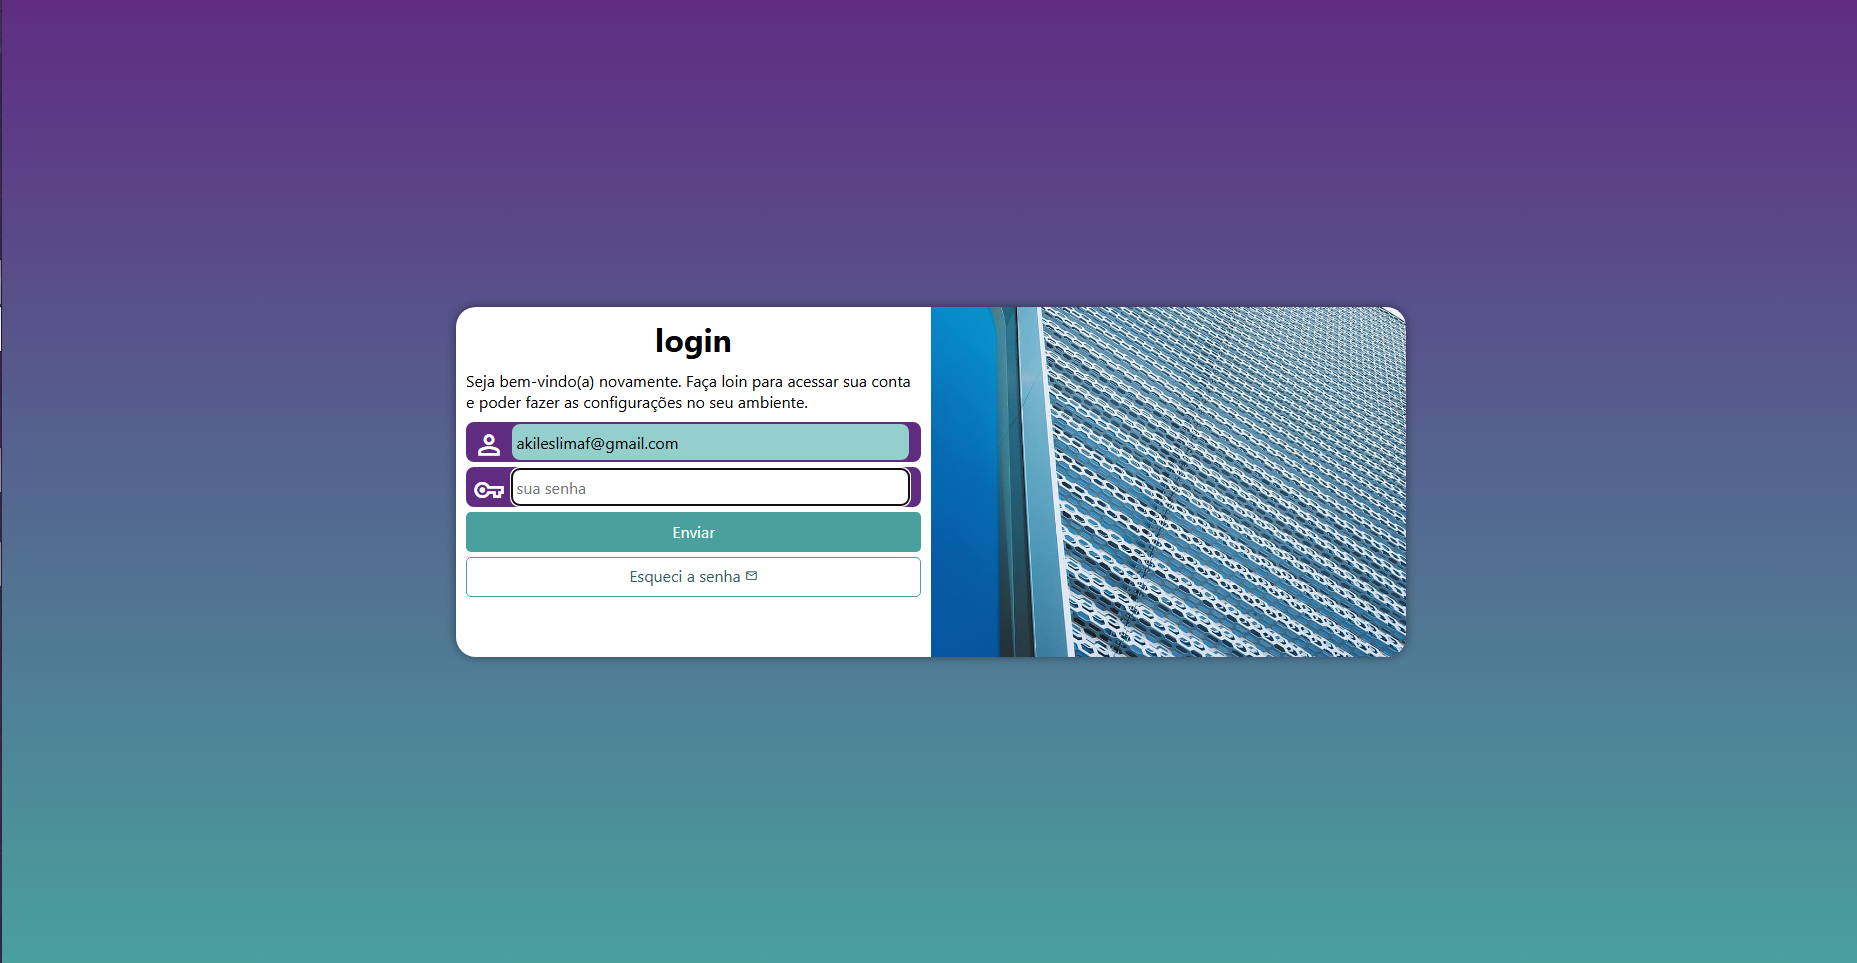 login
Seja bem-vindo(a) novamente. Faça loin para acessar sua conta
e poder fazer as configurações no seu ambiente.
akileslimaf@gmail.com
sua senha
Enviar
Esqueci a senha